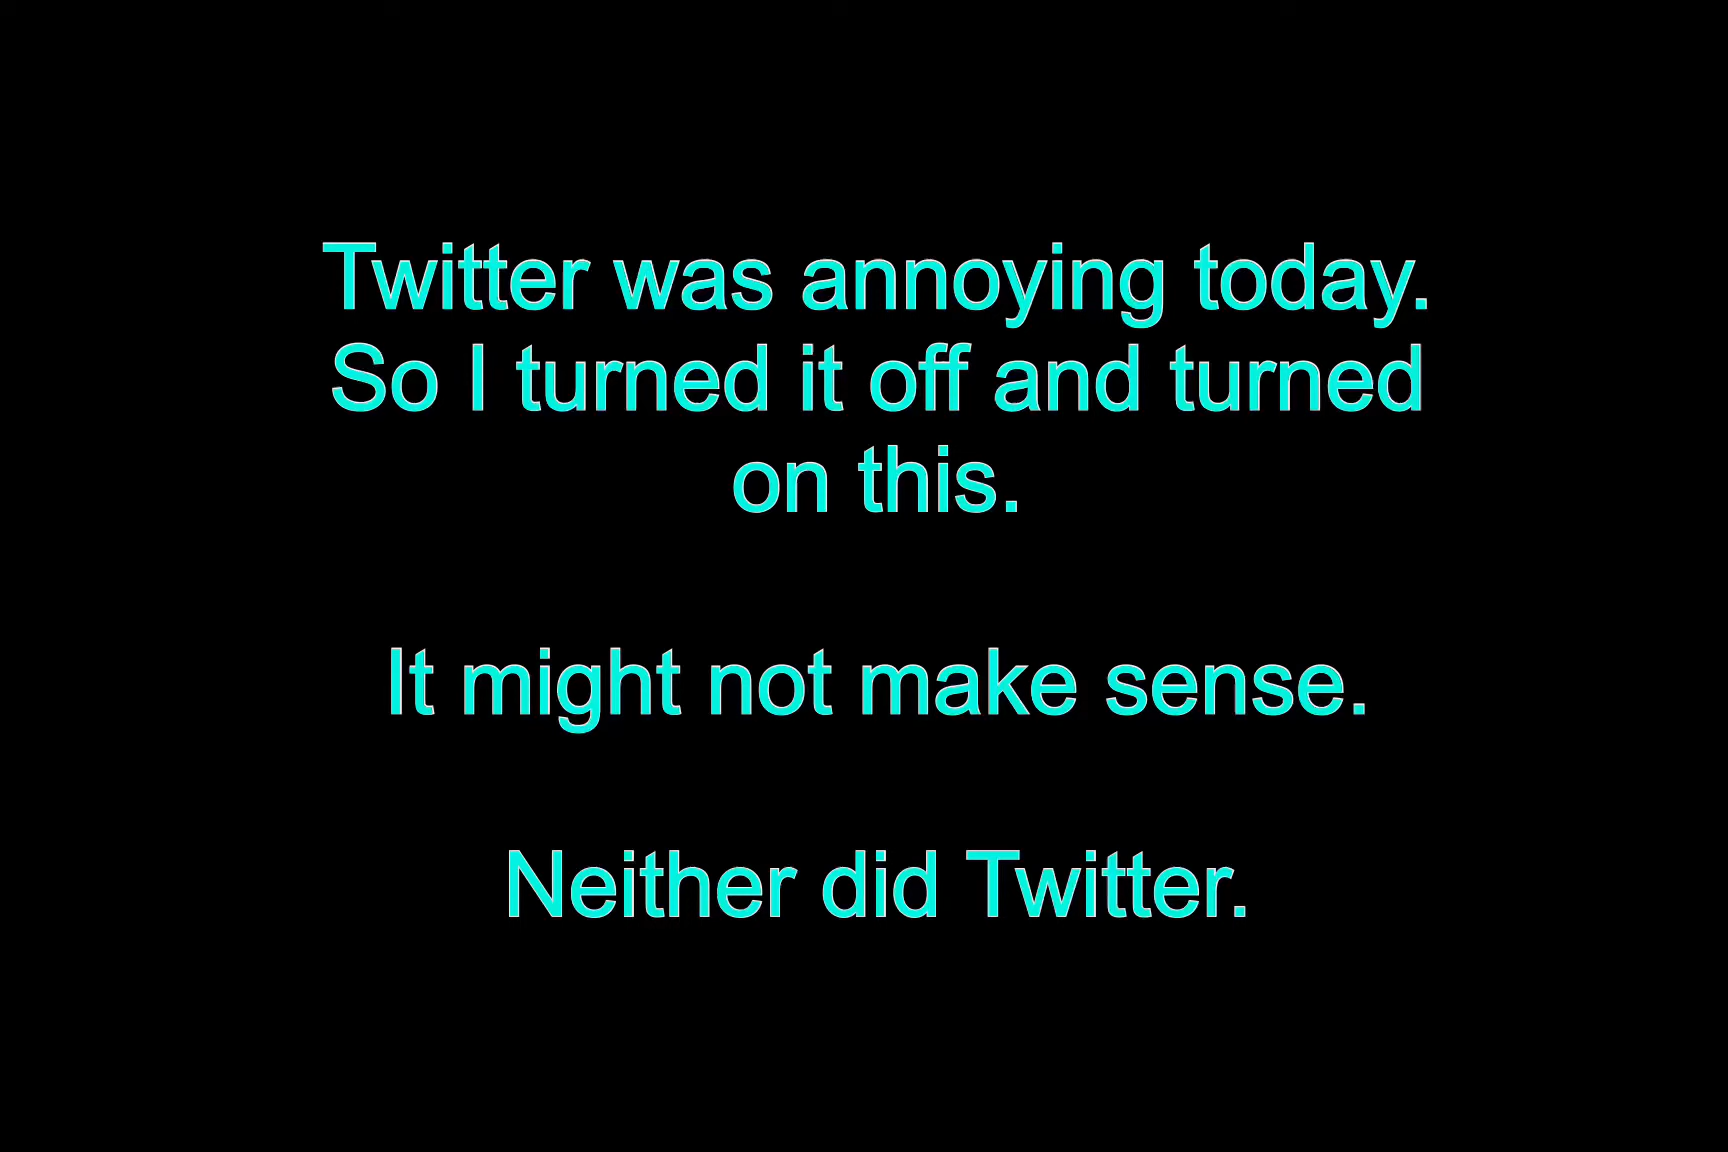 Twitter was annoying today.
So I turned it off and turned
on this.
It might not make sense.
Neither did Twitter.